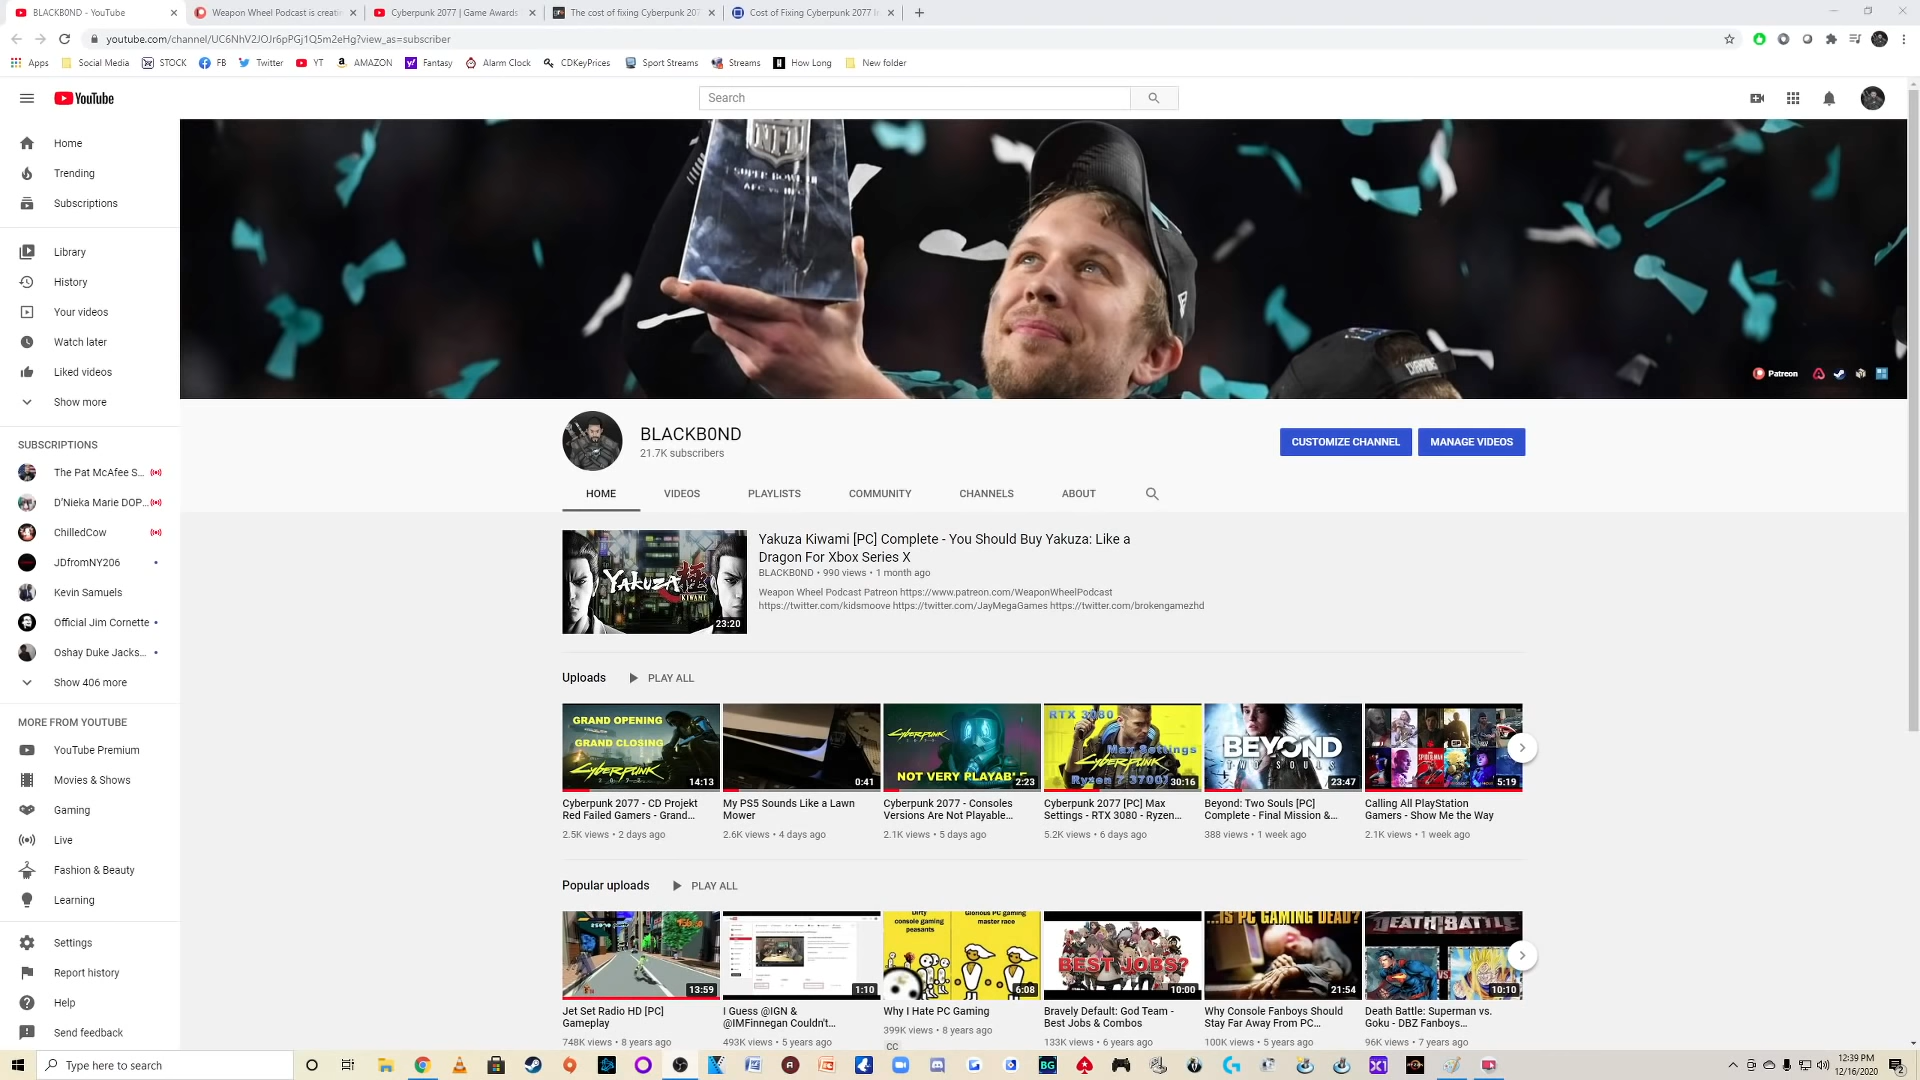 BLACKB0ND - YouTube
Weapon Wheel Podcast is creatin
Cyberpunk 2077 | Game Awards
The cost of fixing Cyberpunk 207
Cost of Fixing Cyberpunk 2077 I
youtube.com/channel/UC6NhV2JOJr6pPGj1Q5m2eHg?view_as=subscriber
Apps
Social Media
STOCK
FB
Twitter
YT
AMAZON
Fantasy
Alarm Clock
CDKeyPrices
Sport Streams
Streams
How Long
New folder
YouTube
Search
Home
Trending
Subscriptions
Library
History
Your videos
Watch later
Liked videos
Show more
SUBSCRIPTIONS
The Pat McAfee S...
D'Nieka Marie DOP...
ChilledCow
JDfromNY206
Kevin Samuels
Official Jim Cornette
Oshay Duke Jacks...
Show 406 more
MORE FROM YOUTUBE
YouTube Premium
Movies & Shows
Gaming
Live
Fashion & Beauty
Learning
Settings
Report history
Help
Send feedback
NFL
SUPER BOWL LII
AFC vs NFC
Patreon
BLACKB0ND
21.7K subscribers
CUSTOMIZE CHANNEL
MANAGE VIDEOS
HOME
VIDEOS
PLAYLISTS
COMMUNITY
CHANNELS
ABOUT
YAKUZA 極
KIWAMI
23:20
Yakuza Kiwami [PC] Complete - You Should Buy Yakuza: Like a
Dragon For Xbox Series X
BLACKB0ND • 990 views • 1 month ago
Weapon Wheel Podcast Patreon https://www.patreon.com/WeaponWheelPodcast
https://twitter.com/kidsmoove https://twitter.com/JayMegaGames https://twitter.com/brokengamezhd
Uploads
PLAY ALL
GRAND OPENING
GRAND CLOSING
Cyberpunk
2077
14:13
Cyberpunk 2077 - CD Projekt
Red Failed Gamers - Grand...
2.5K views • 2 days ago
0:41
My PS5 Sounds Like a Lawn
Mower
2.6K views • 4 days ago
Cyberpunk
NOT VERY PLAYABLE
2:23
Cyberpunk 2077 - Consoles
Versions Are Not Playable...
2.1K views • 5 days ago
RTX 3080
Max Settings
Cyberpunk
Ryzen 7 3700X
30:16
Cyberpunk 2077 [PC] Max
Settings - RTX 3080 - Ryzen...
5.2K views • 6 days ago
BEYOND
TWO SOULS
23:47
Beyond: Two Souls [PC]
Complete - Final Mission &...
388 views • 1 week ago
5:19
Calling All PlayStation
Gamers - Show Me the Way
2.1K views • 1 week ago
Popular uploads
PLAY ALL
13:59
Jet Set Radio HD [PC]
Gameplay
748K views • 8 years ago
1:10
I Guess @IGN &
@IMFinnegan Couldn't...
493K views • 5 years ago
Dirty
console gaming
peasants
Glorious PC gaming
master race
6:08
Why I Hate PC Gaming
399K views • 8 years ago
CC
BEST JOBS?
10:00
Bravely Default: God Team -
Best Jobs & Combos
133K views • 6 years ago
...IS PC GAMING DEAD?
21:54
Why Console Fanboys Should
Stay Far Away From PC...
100K views • 5 years ago
DEATH BATTLE
VS
10:10
Death Battle: Superman vs.
Goku - DBZ Fanboys...
96K views • 7 years ago
Type here to search
BG
12:39 PM
12/16/2020
2